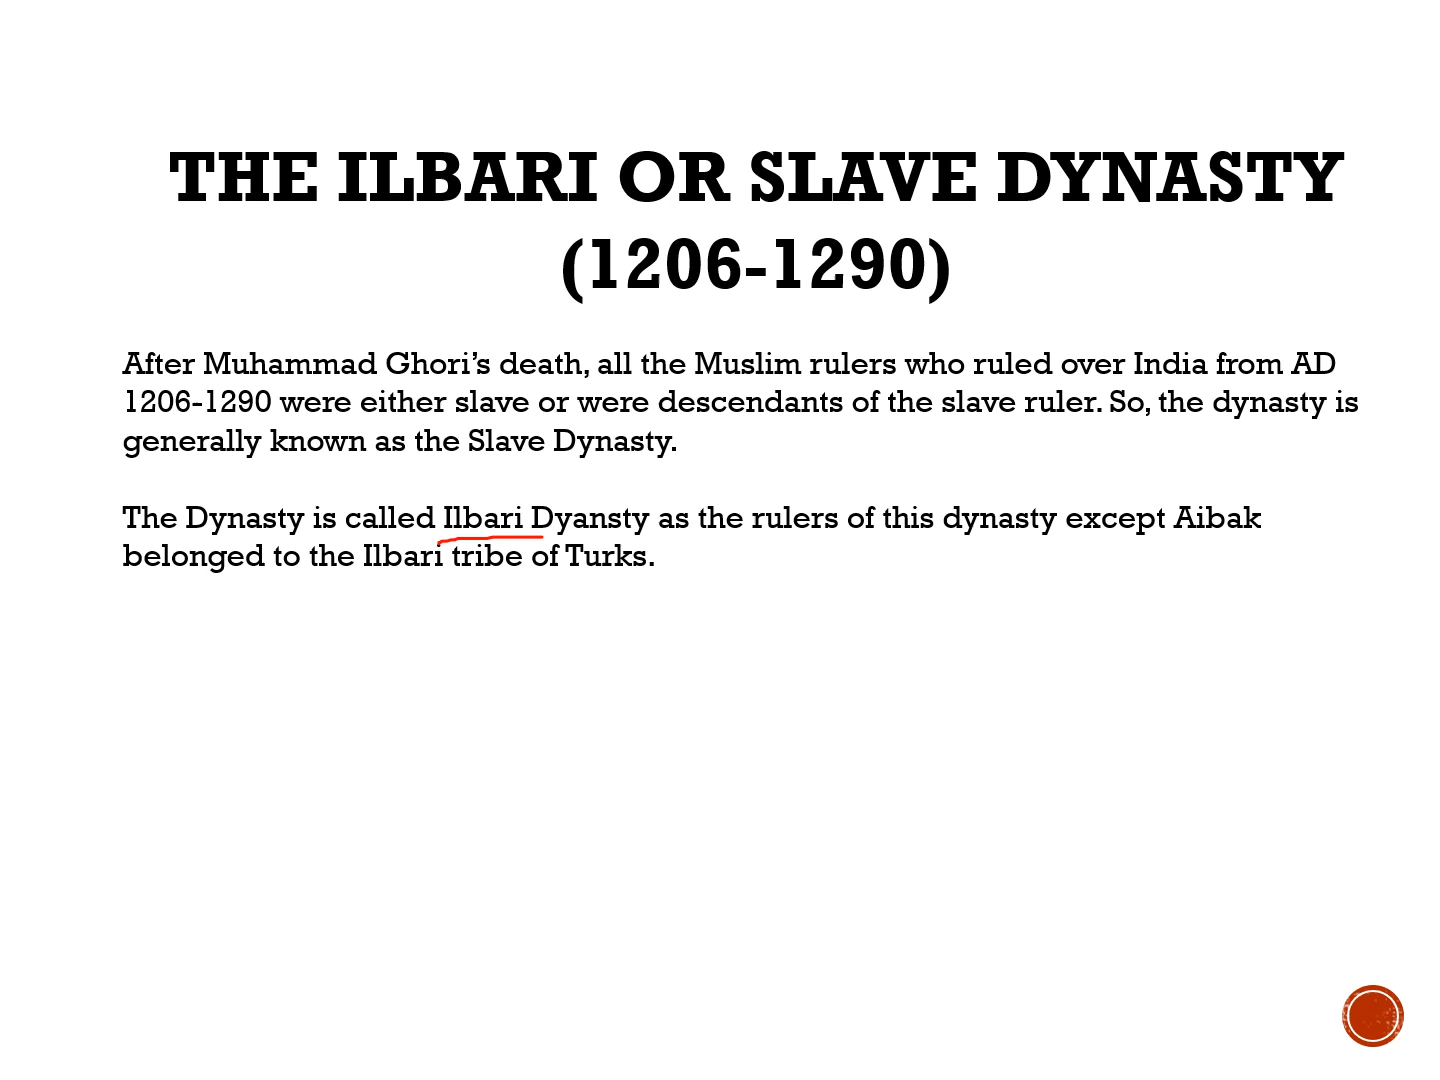 THE ILBARI OR SLAVE DYNASTY
(1206-1290)
After Muhammad Ghori’s death, all the Muslim rulers who ruled over India from AD
1206-1290 were either slave or were descendants of the slave ruler. So, the dynasty is
generally known as the Slave Dynasty.
The Dynasty is called Ilbari Dyansty as the rulers of this dynasty except Aibak
belonged to the Ilbari tribe of Turks.